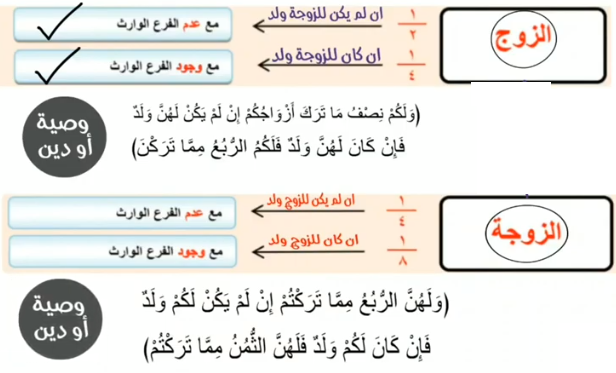 الزوج
١/٢ ان لم يكن للزوجة ولد مع عدم الفرع الوارث
١/٤ ان كان للزوجة ولد مع وجود الفرع الوارث
(وَلَكُمْ نِصْفُ مَا تَرَكَ أَزْوَاجُكُمْ إِنْ لَمْ يَكُنْ لَهُنَّ وَلَدٌ
فَإِنْ كَانَ لَهُنَّ وَلَدٌ فَلَكُمُ الرُّبُعُ مِمَّا تَرَكْنَ)
وصية
أو دين
الزوجة
١/٤ ان لم يكن للزوج ولد مع عدم الفرع الوارث
١/٨ ان كان للزوج ولد مع وجود الفرع الوارث
(وَلَهُنَّ الرُّبُعُ مِمَّا تَرَكْتُمْ إِنْ لَمْ يَكُنْ لَكُمْ وَلَدٌ
فَإِنْ كَانَ لَكُمْ وَلَدٌ فَلَهُنَّ الثُّمُنُ مِمَّا تَرَكْتُمْ)
وصية
أو دين